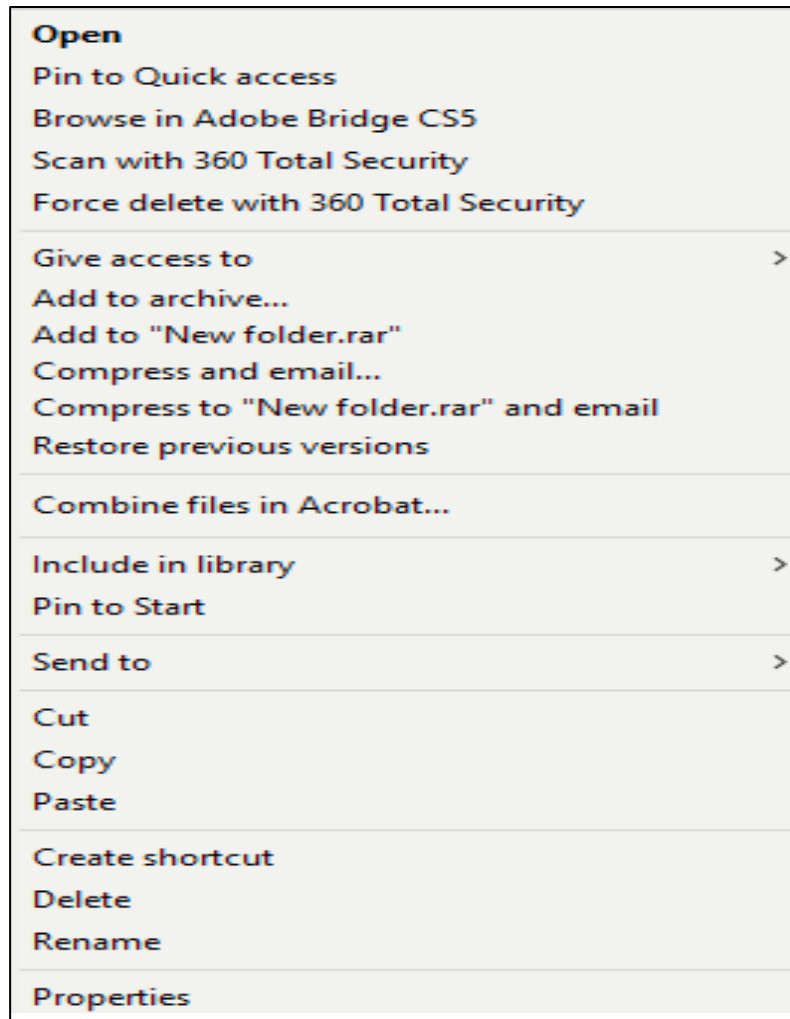 Open
Pin to Quick access
Browse in Adobe Bridge CS5
Scan with 360 Total Security
Force delete with 360 Total Security
Give access to >
Add to archive...
Add to "New folder.rar"
Compress and email...
Compress to "New folder.rar" and email
Restore previous versions
Combine files in Acrobat...
Include in library >
Pin to Start
Send to >
Cut
Copy
Paste
Create shortcut
Delete
Rename
Properties